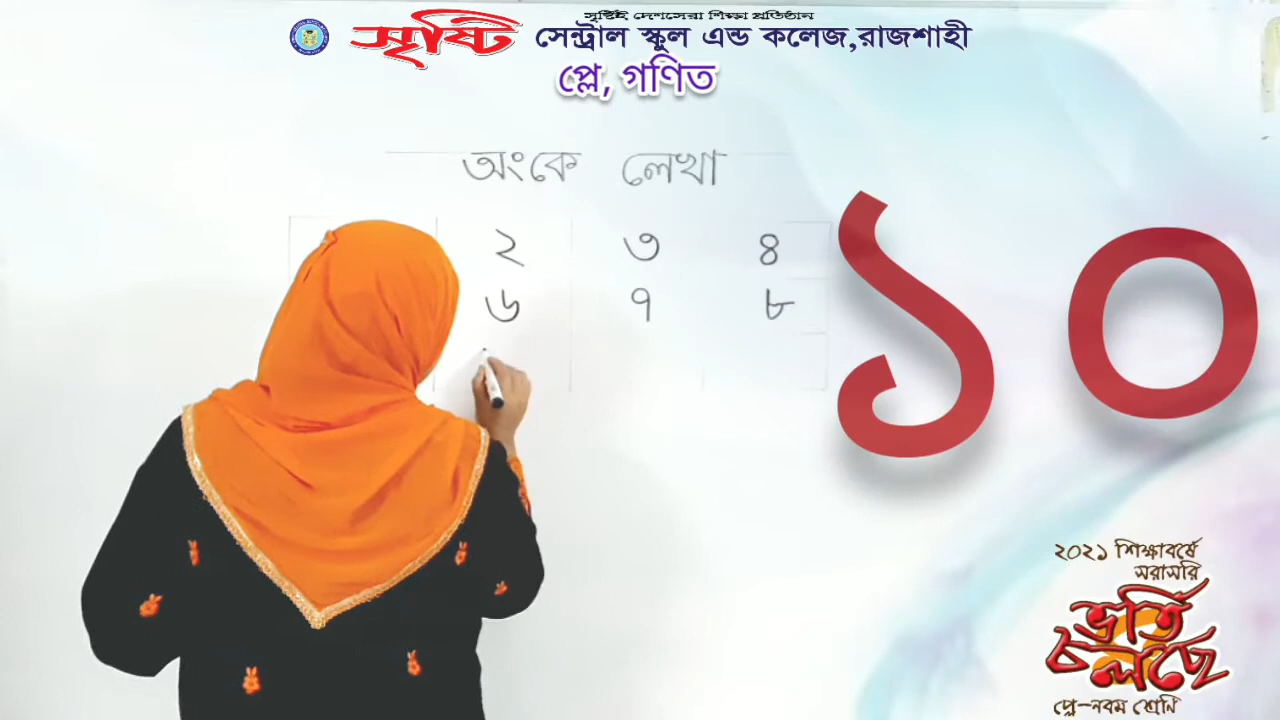 সৃষ্টিই দেশসেরা শিক্ষা প্রতিষ্ঠান
সৃষ্টি সেন্ট্রাল স্কুল এন্ড কলেজ,রাজশাহী
প্লে, গণিত
অংকে লেখা
২ ৩ ৪
৬ ৭ ৮
১০
২০২১ শিক্ষাবর্ষে
সরাসরি
ভর্তি
চলছে
প্লে-নবম শ্রেণি